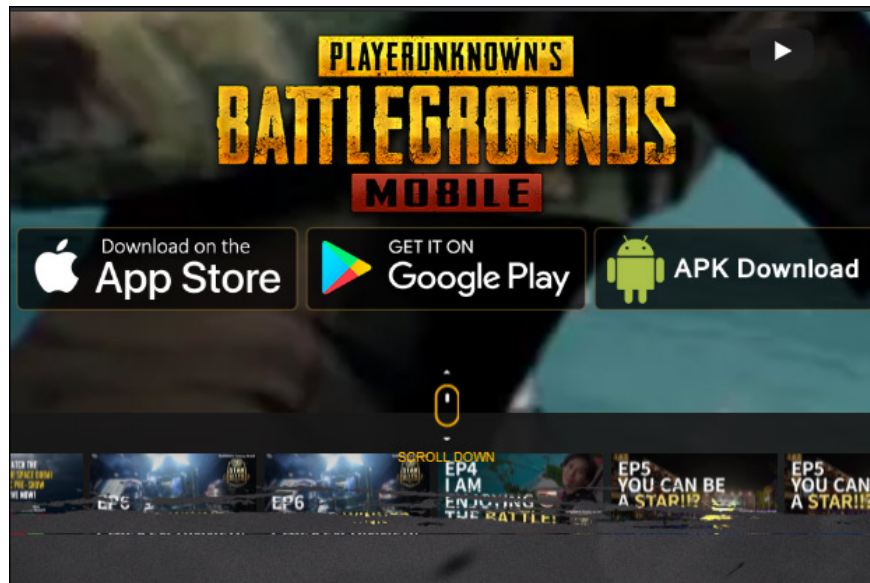 PLAYERUNKNOWN'S
BATTLEGROUNDS
MOBILE
Download on the
App Store
GET IT ON
Google Play
APK Download
SCROLL DOWN
EP6
EP6
EP4
I AM
ENJOYING
THE BATTLE!
EP5
YOU CAN BE
A STAR!!?
EP5
YOU CAN
A STAR!!?